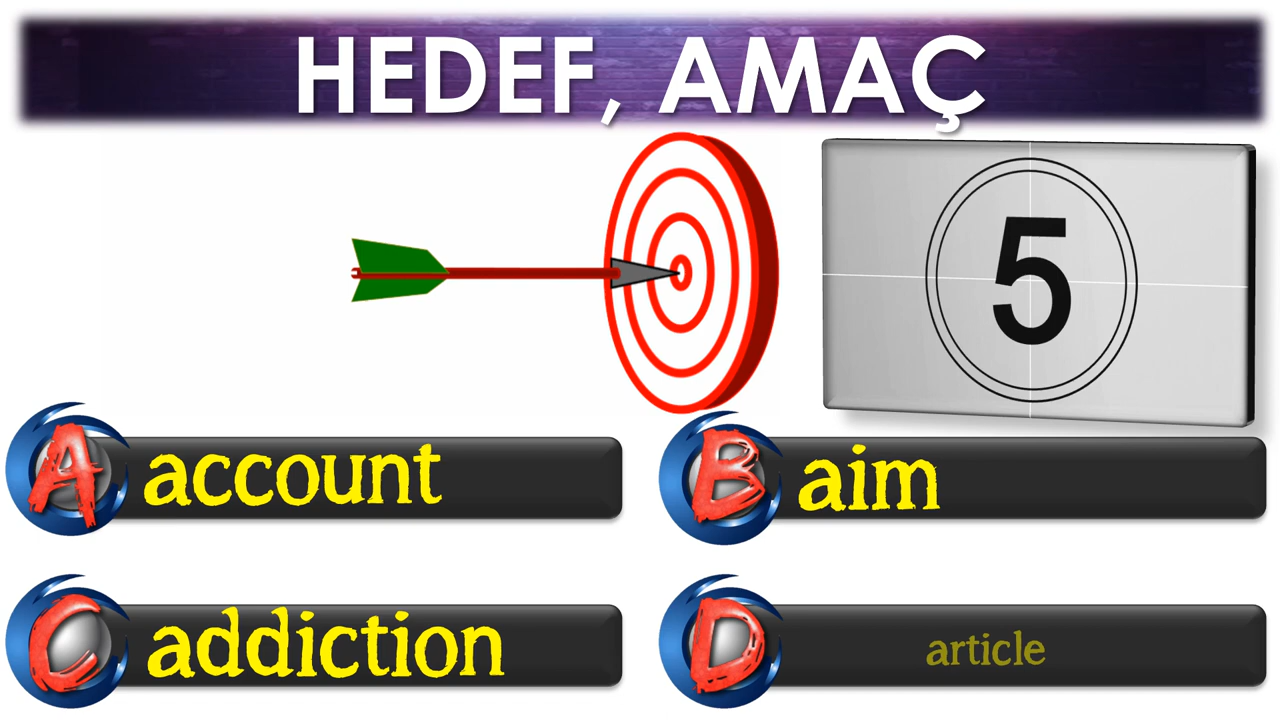 HEDEF, AMAÇ
5
A account
B aim
C addiction
D article